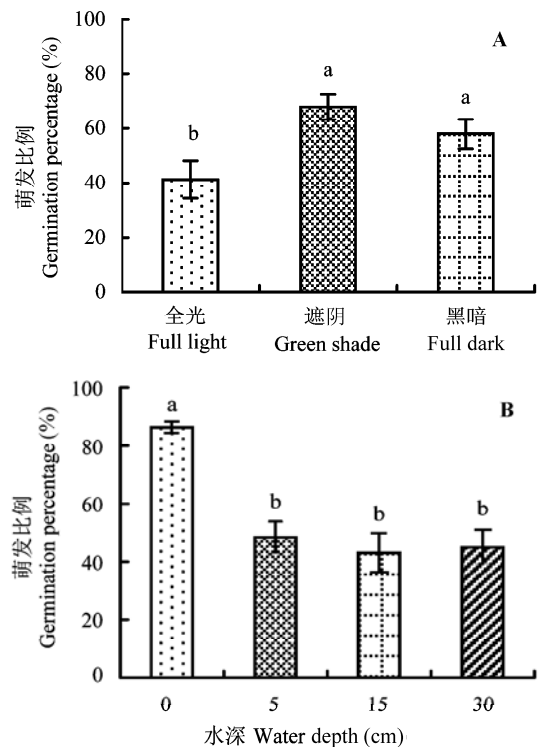 A
100
80
60
40
20
0
萌发比例
Germination percentage (%)
b
a
a
全光
Full light
遮阴
Green shade
黑喑
Full dark
B
100
80
60
40
20
0
萌发比例
Germination percentage (%)
a
b
b
b
0 5 15 30
水深 Water depth (cm)